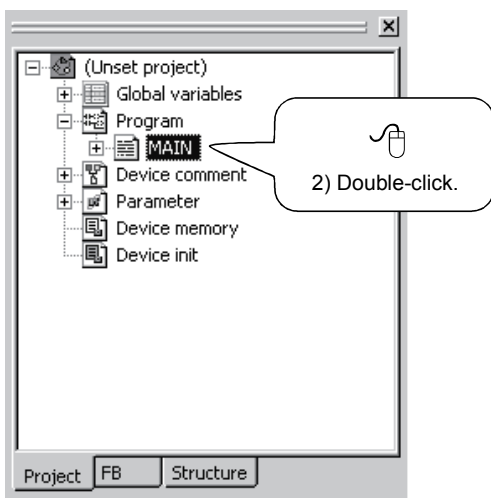 (Unset project)
Global variables
Program
MAIN
2) Double-click.
Device comment
Parameter
Device memory
Device init
Project FB Structure